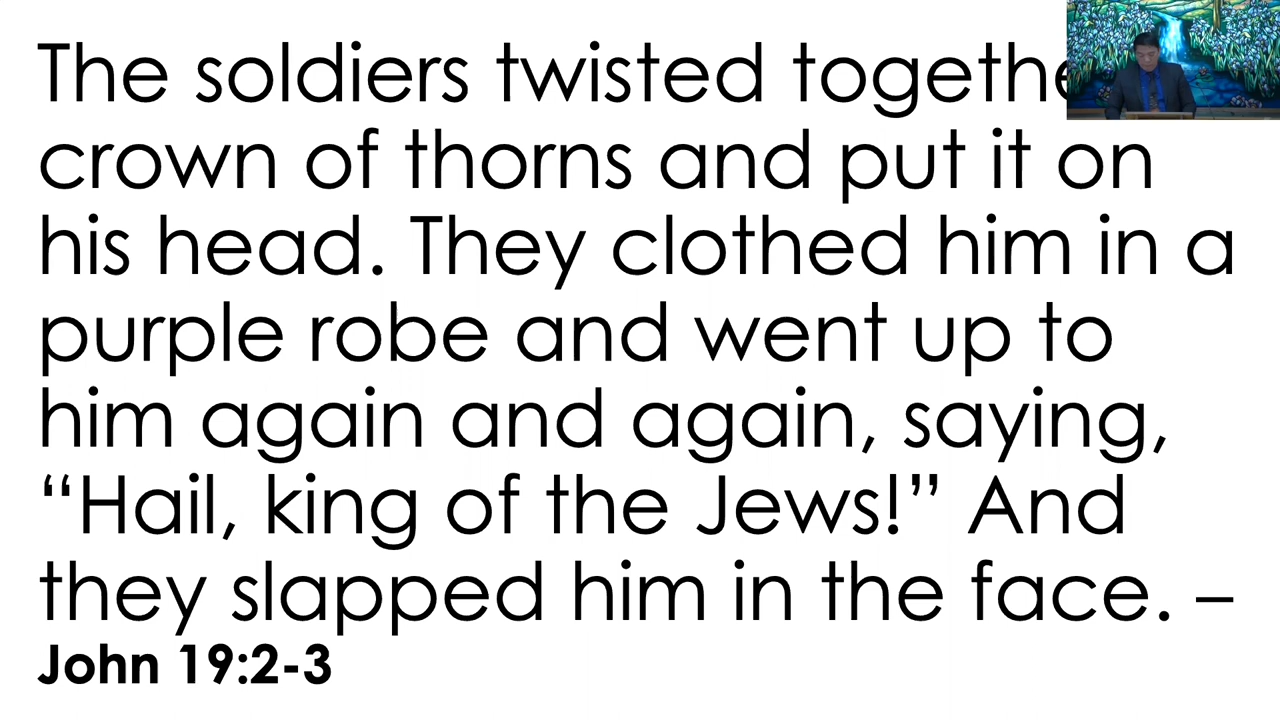 The soldiers twisted togethe
crown of thorns and put it on
his head. They clothed him in a
purple robe and went up to
him again and again, saying,
“Hail, king of the Jews!” And
they slapped him in the face. –
John 19:2-3